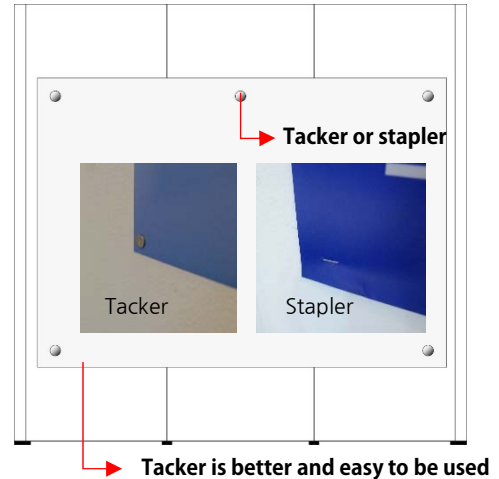 Tacker or stapler
Tacker Stapler
Tacker is better and easy to be used